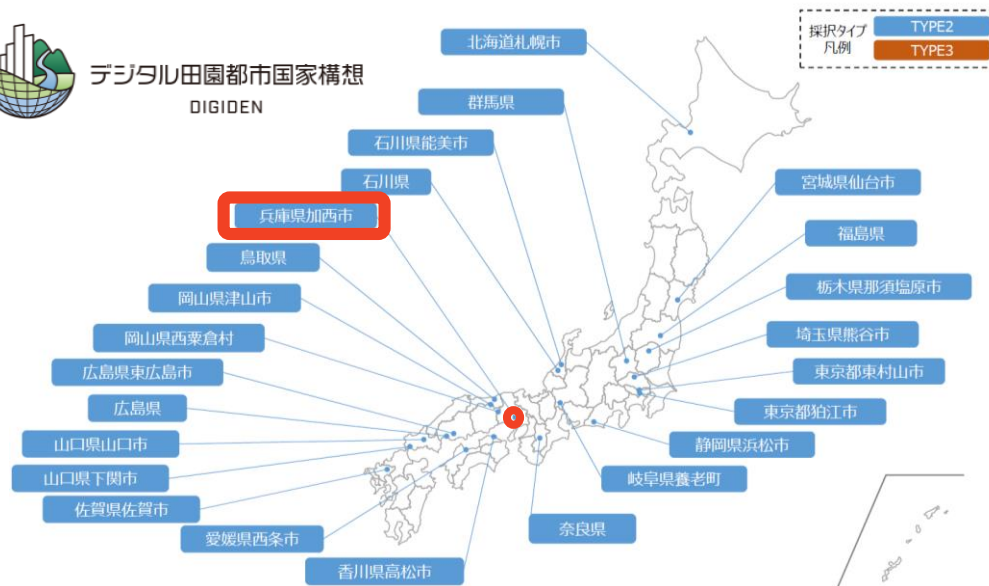 デジタル田園都市国家構想
DIGIDEN
採択タイプ
凡例
TYPE2
TYPE3
北海道札幌市
群馬県
石川県能美市
石川県
兵庫県加西市
鳥取県
岡山県津山市
岡山県西粟倉村
広島県東広島市
広島県
山口県山口市
山口県下関市
佐賀県佐賀市
愛媛県西条市
香川県高松市
宮城県仙台市
福島県
栃木県那須塩原市
埼玉県熊谷市
東京都東村山市
東京都狛江市
静岡県浜松市
岐阜県養老町
奈良県